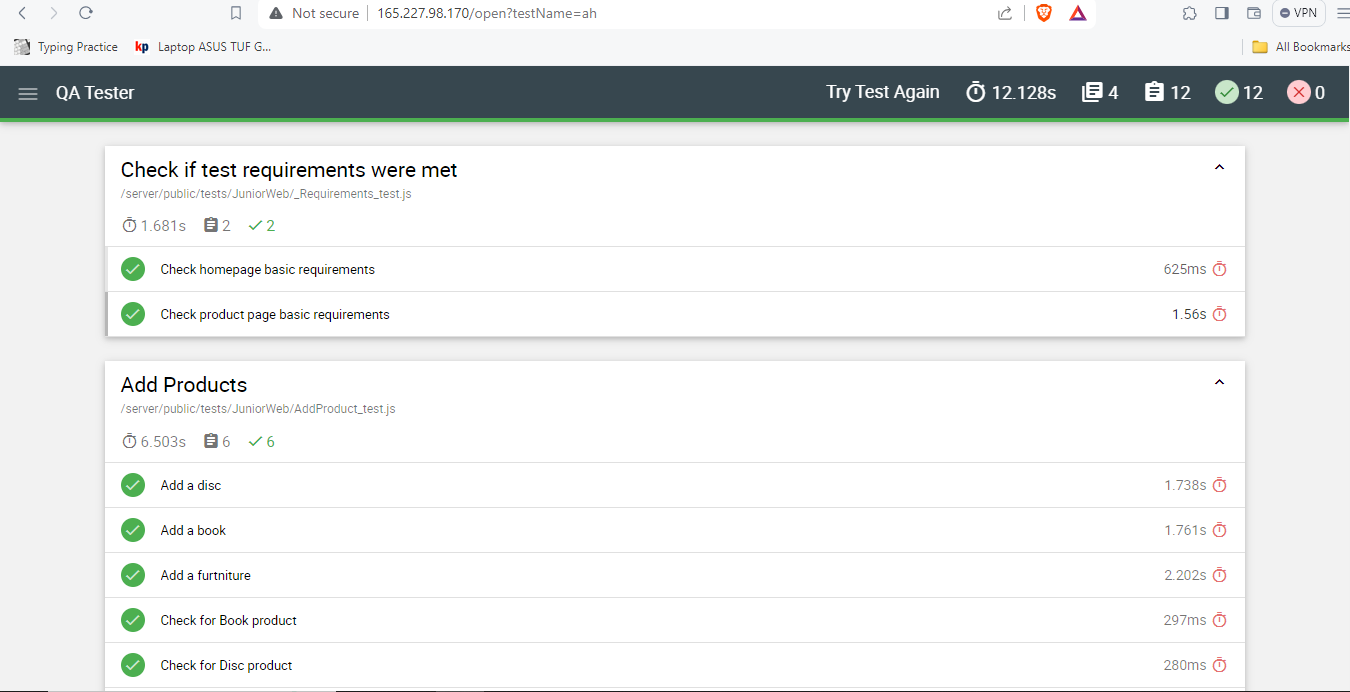 Not secure 165.227.98.170/open?testName=ah VPN
Typing Practice kp Laptop ASUS TUF G... All Bookmarks
QA Tester Try Test Again 12.128s 4 12 12 0
Check if test requirements were met
/server/public/tests/JuniorWeb/_Requirements_test.js
1.681s 2 2
Check homepage basic requirements 625ms
Check product page basic requirements 1.56s
Add Products
/server/public/tests/JuniorWeb/AddProduct_test.js
6.503s 6 6
Add a disc 1.738s
Add a book 1.761s
Add a furtniture 2.202s
Check for Book product 297ms
Check for Disc product 280ms